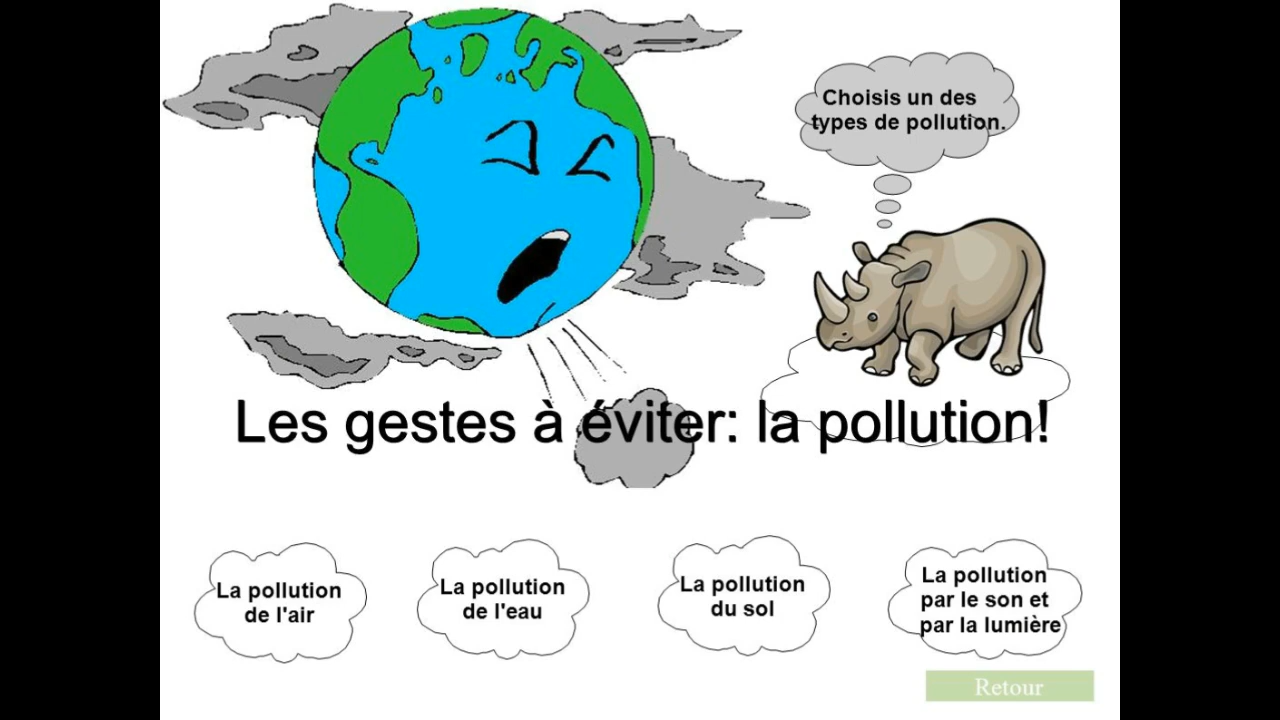 Choisis un des
types de pollution.
Les gestes à éviter: la pollution!
La pollution
de l'air
La pollution
de l'eau
La pollution
du sol
La pollution
par le son et
par la lumière
Retour